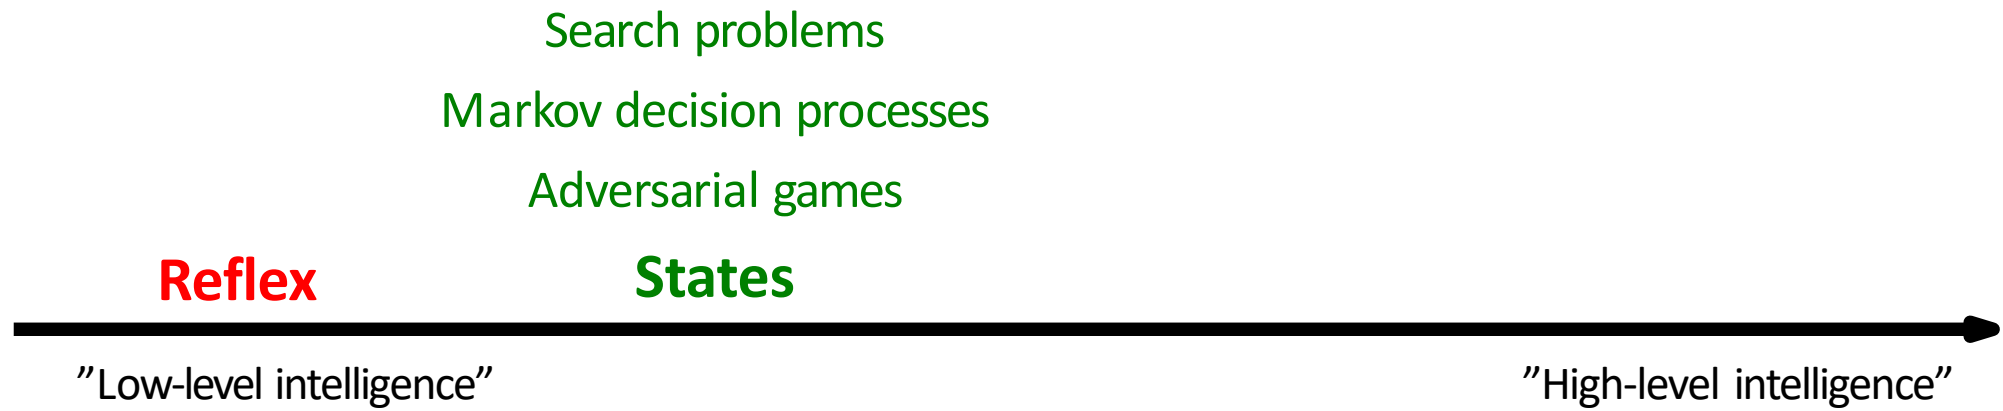 Search problems
Markov decision processes
Adversarial games
Reflex
States
”Low-level intelligence”
”High-level intelligence”